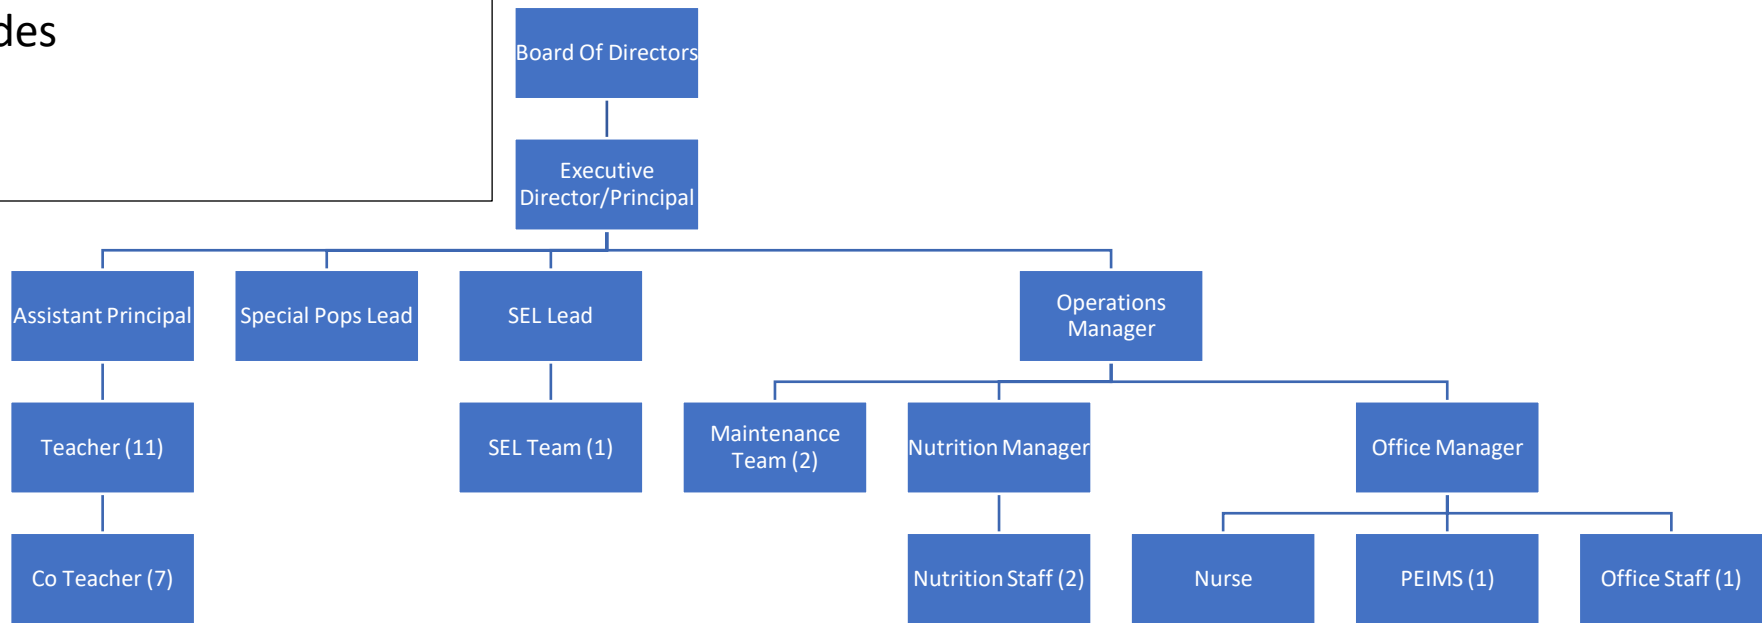 Board Of Directors
Executive
Director/Principal
Assistant Principal
Special Pops Lead
SEL Lead
Operations
Manager
Teacher (11)
SEL Team (1)
Maintenance
Team (2)
Nutrition Manager
Office Manager
Co Teacher (7)
Nutrition Staff (2)
Nurse
PEIMS (1)
Office Staff (1)